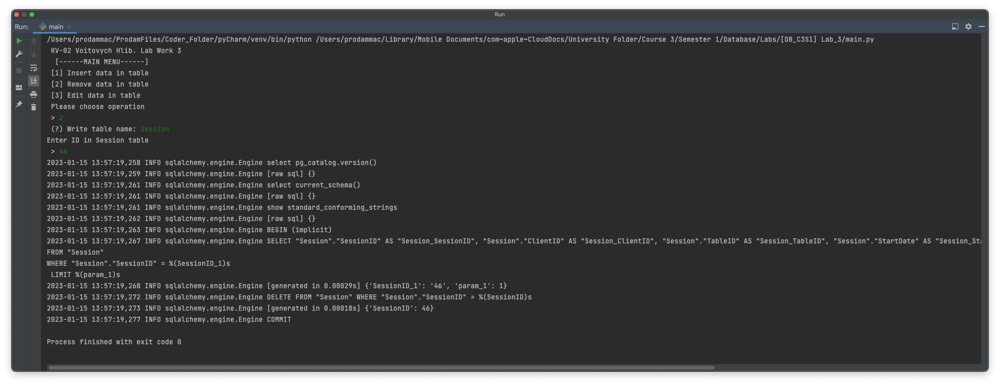 Run
Run: main
/Users/prodammac/ProdamFiles/Coder_Folder/pyCharm/venv/bin/python /Users/prodammac/Library/Mobile Documents/com~apple~CloudDocs/University Folder/Course 3/Semester 1/Database/Labs/[DB_C3S1] Lab_3/main.py
KV-02 Voitovych Hlib. Lab Work 3
[------MAIN MENU------]
[1] Insert data in table
[2] Remove data in table
[3] Edit data in table
Please choose operation
> 2
(?) Write table name: Session
Enter ID in Session table
> 46
2023-01-15 13:57:19,258 INFO sqlalchemy.engine.Engine select pg_catalog.version()
2023-01-15 13:57:19,259 INFO sqlalchemy.engine.Engine [raw sql] {}
2023-01-15 13:57:19,261 INFO sqlalchemy.engine.Engine select current_schema()
2023-01-15 13:57:19,261 INFO sqlalchemy.engine.Engine [raw sql] {}
2023-01-15 13:57:19,261 INFO sqlalchemy.engine.Engine show standard_conforming_strings
2023-01-15 13:57:19,262 INFO sqlalchemy.engine.Engine [raw sql] {}
2023-01-15 13:57:19,263 INFO sqlalchemy.engine.Engine BEGIN (implicit)
2023-01-15 13:57:19,267 INFO sqlalchemy.engine.Engine SELECT "Session"."SessionID" AS "Session_SessionID", "Session"."ClientID" AS "Session_ClientID", "Session"."TableID" AS "Session_TableID", "Session"."StartDate" AS "Session_Sta
FROM "Session"
WHERE "Session"."SessionID" = %(SessionID_1)s
LIMIT %(param_1)s
2023-01-15 13:57:19,268 INFO sqlalchemy.engine.Engine [generated in 0.00029s] {'SessionID_1': '46', 'param_1': 1}
2023-01-15 13:57:19,272 INFO sqlalchemy.engine.Engine DELETE FROM "Session" WHERE "Session"."SessionID" = %(SessionID)s
2023-01-15 13:57:19,273 INFO sqlalchemy.engine.Engine [generated in 0.00018s] {'SessionID': 46}
2023-01-15 13:57:19,277 INFO sqlalchemy.engine.Engine COMMIT
Process finished with exit code 0